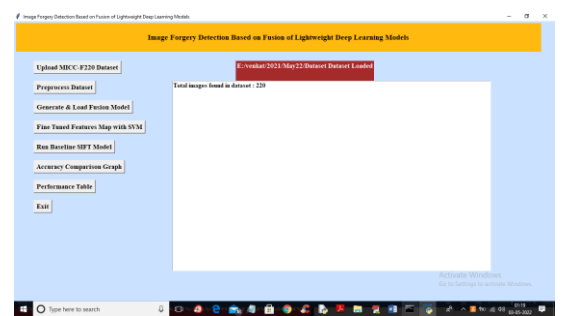 Image Forgery Detection Based on Fusion of Lightweight Deep Learning Models
Image Forgery Detection Based on Fusion of Lightweight Deep Learning Models
Upload MICC-F220 Dataset
E:/venkat/2021/May22/Dataset Dataset Loaded
Preprocess Dataset
Total images found in dataset : 220
Generate & Load Fusion Model
Fine Tuned Features Map with SVM
Run Baseline SIFT Model
Accuracy Comparison Graph
Performance Table
Exit
Activate Windows
Go to Settings to activate Windows.
Type here to search
03-05-2022